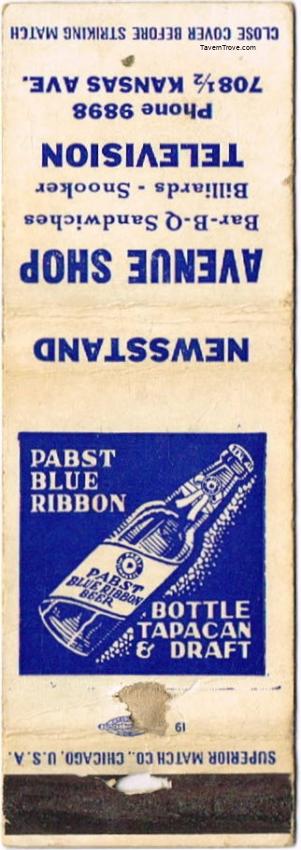 TavernTrove.com
CLOSE COVER BEFORE STRIKING MATCH
708½ KANSAS AVE.
Phone 9898
TELEVISION
Billiards - Snooker
Bar-B-Q Sandwiches
AVENUE SHOP
NEWSSTAND
PABST
BLUE
RIBBON
PABST
BLUE RIBBON
BEER
BOTTLE
TAPACAN
& DRAFT
19
SUPERIOR MATCH CO., CHICAGO, U.S.A.